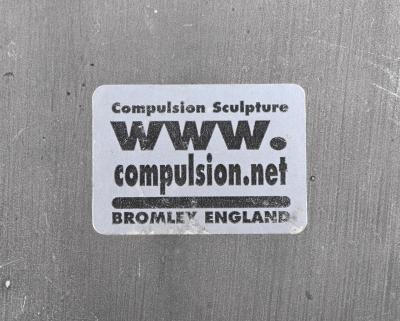 Compulsion Sculpture
www.
compulsion.net
BROMLEY ENGLAND